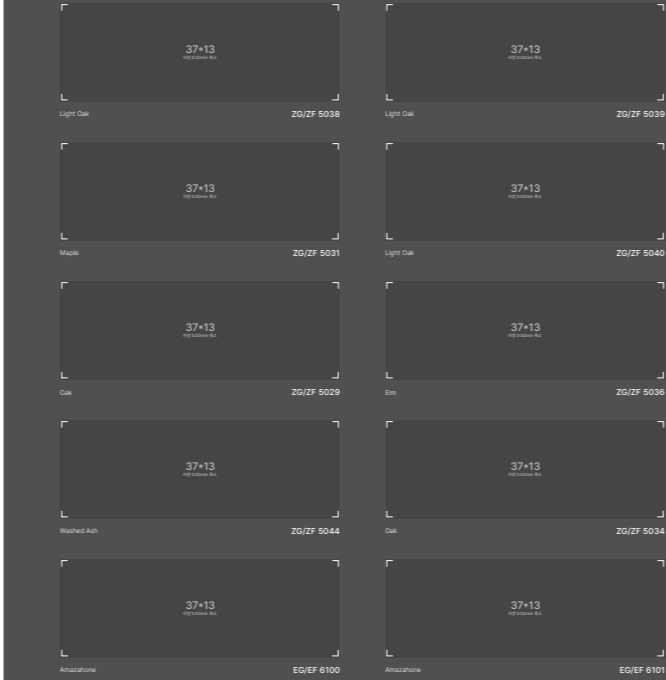 37*13
37*13
Light Oak ZG/ZF 5038
Light Oak ZG/ZF 5039
37*13
37*13
Maple ZG/ZF 5031
Light Oak ZG/ZF 5040
37*13
37*13
Oak ZG/ZF 5029
Elm ZG/ZF 5036
37*13
37*13
Washed Ash ZG/ZF 5044
Oak ZG/ZF 5034
37*13
37*13
Amazahone EG/EF 6100
Amazahone EG/EF 6101